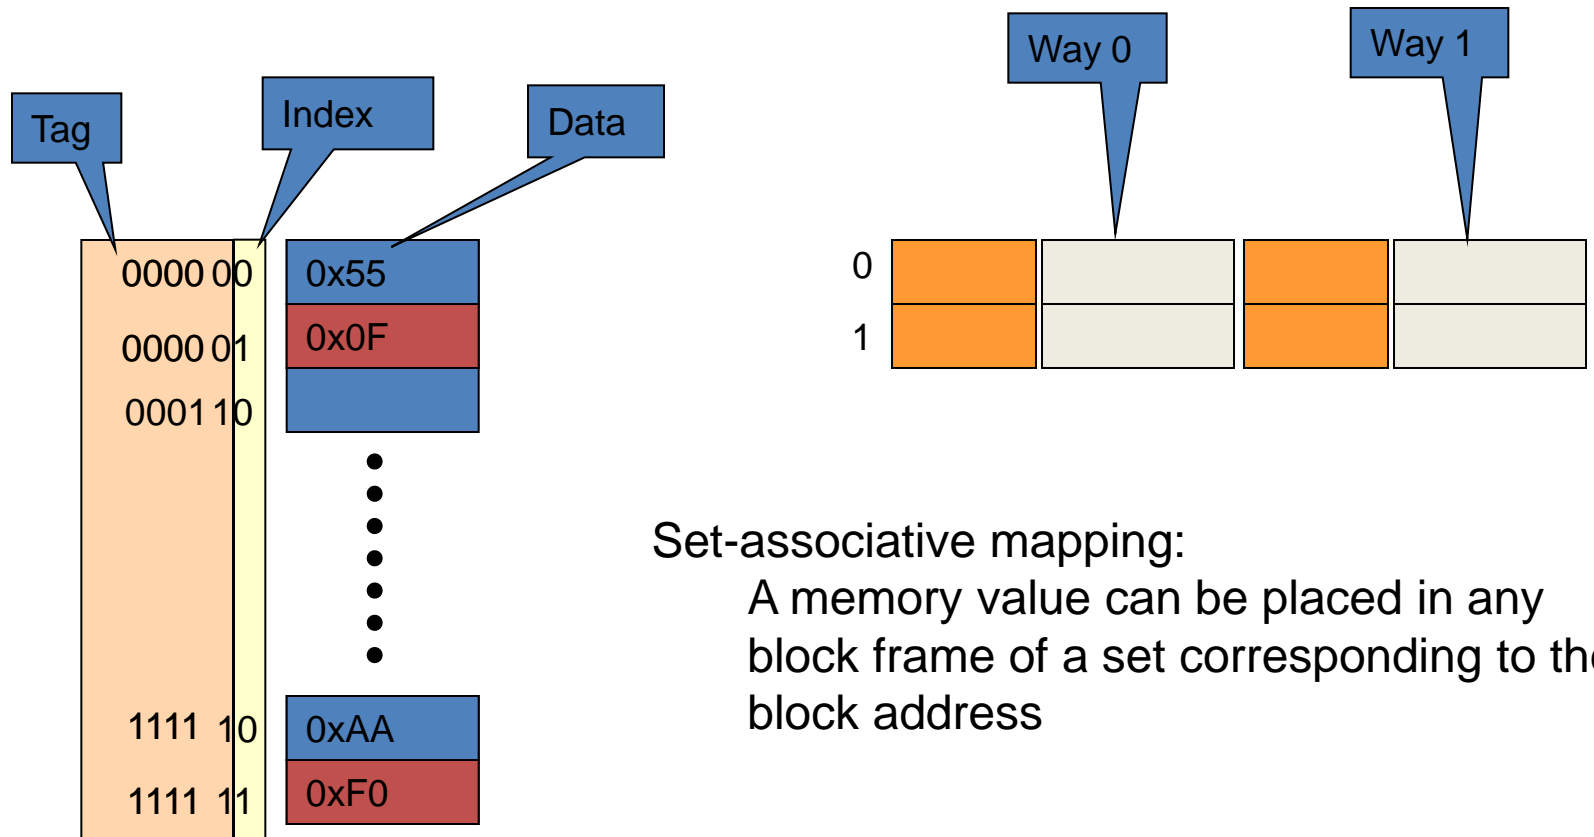 Tag
Index
Data
Way 0
Way 1
0000 00 0x55
0000 01 0x0F
0001 10
1111 10 0xAA
1111 11 0xF0
0
1
Set-associative mapping:
A memory value can be placed in any
block frame of a set corresponding to the
block address